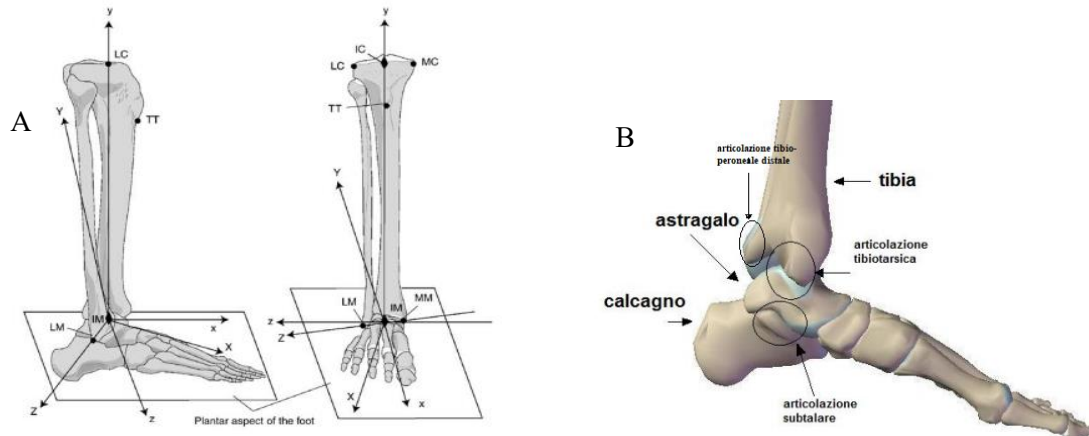 A
y
LC
Y
TT
IM
LM
x
X
Z
z
Plantar aspect of the foot
y
IC
LC
MC
TT
Y
LM
IM
MM
z
Z
X
x
B
articolazione tibio-
peroneale distale
tibia
astragalo
articolazione
tibiotarsica
calcagno
articolazione
subtalare